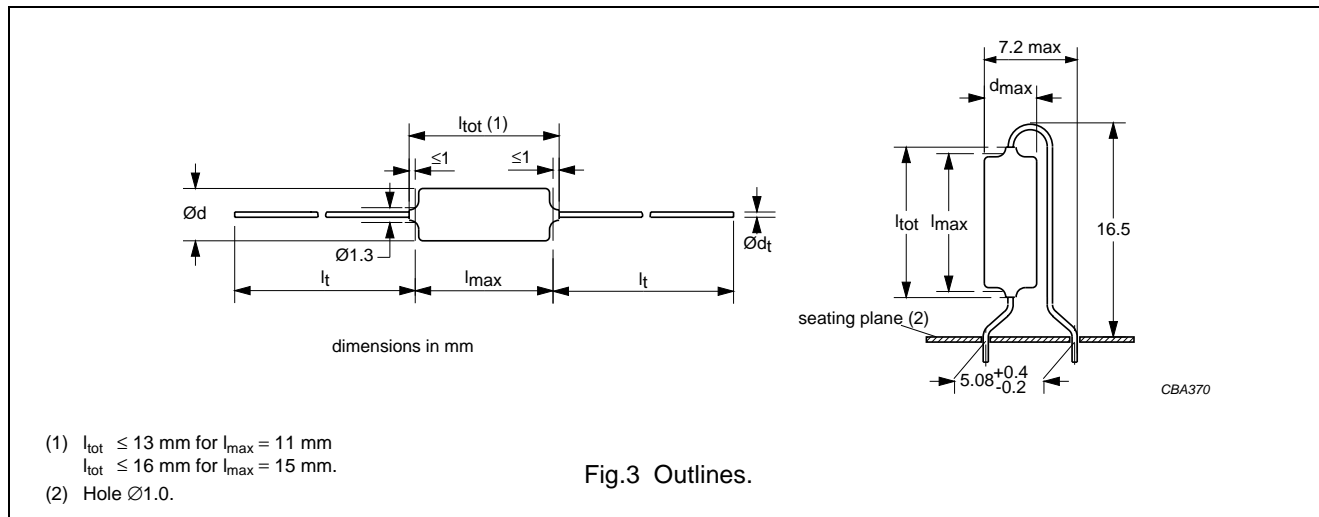 ltot (1)
≤1
≤1
Ød
Ø1.3
Ødt
lt
lmax
lt
dimensions in mm
7.2 max
dmax
ltot
lmax
16.5
seating plane (2)
5.08+0.4
-0.2
CBA370
(1) ltot ≤ 13 mm for lmax = 11 mm
ltot ≤ 16 mm for lmax = 15 mm.
(2) Hole ∅1.0.
Fig.3 Outlines.